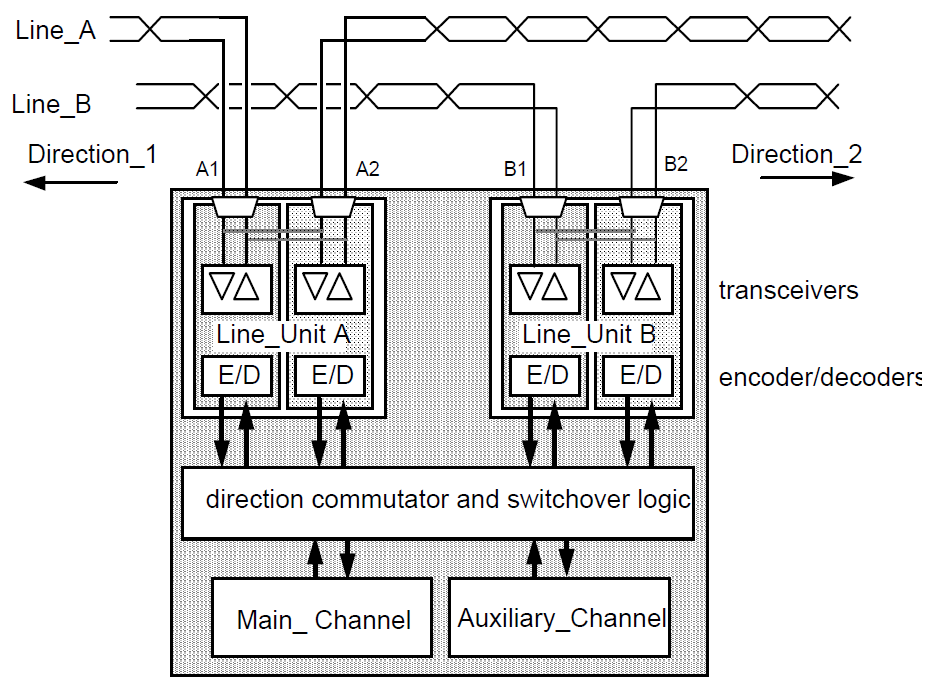 Line_A
Line_B
Direction_1
A1
A2
B1
B2
Direction_2
transceivers
Line_Unit A
Line_Unit B
E/D
E/D
E/D
E/D
encoder/decoders
direction commutator and switchover logic
Main_ Channel
Auxiliary_Channel